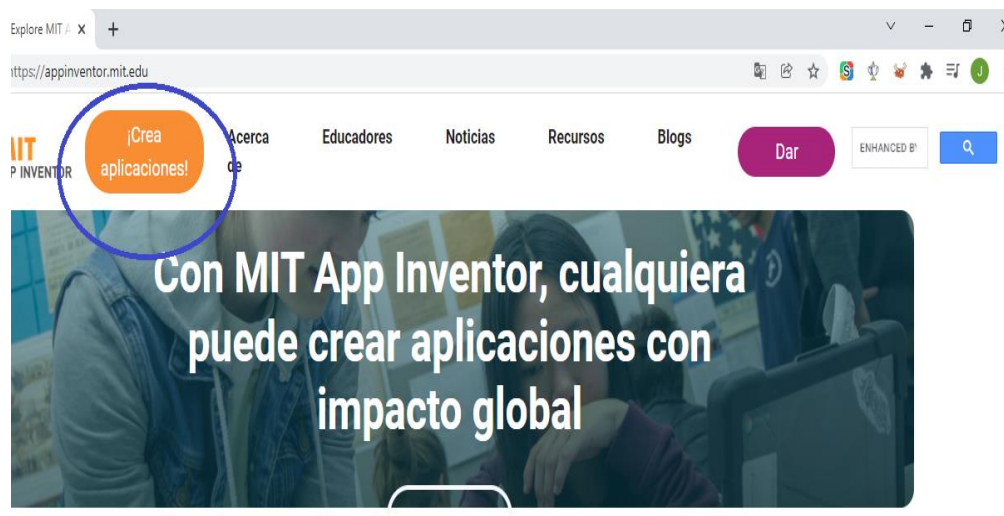 Explore MIT A
https://appinventor.mit.edu
MIT
P INVENTOR
¡Crea
aplicaciones!
Acerca
de
Educadores
Noticias
Recursos
Blogs
Dar
ENHANCED BY
Con MIT App Inventor, cualquiera
puede crear aplicaciones con
impacto global
S
J